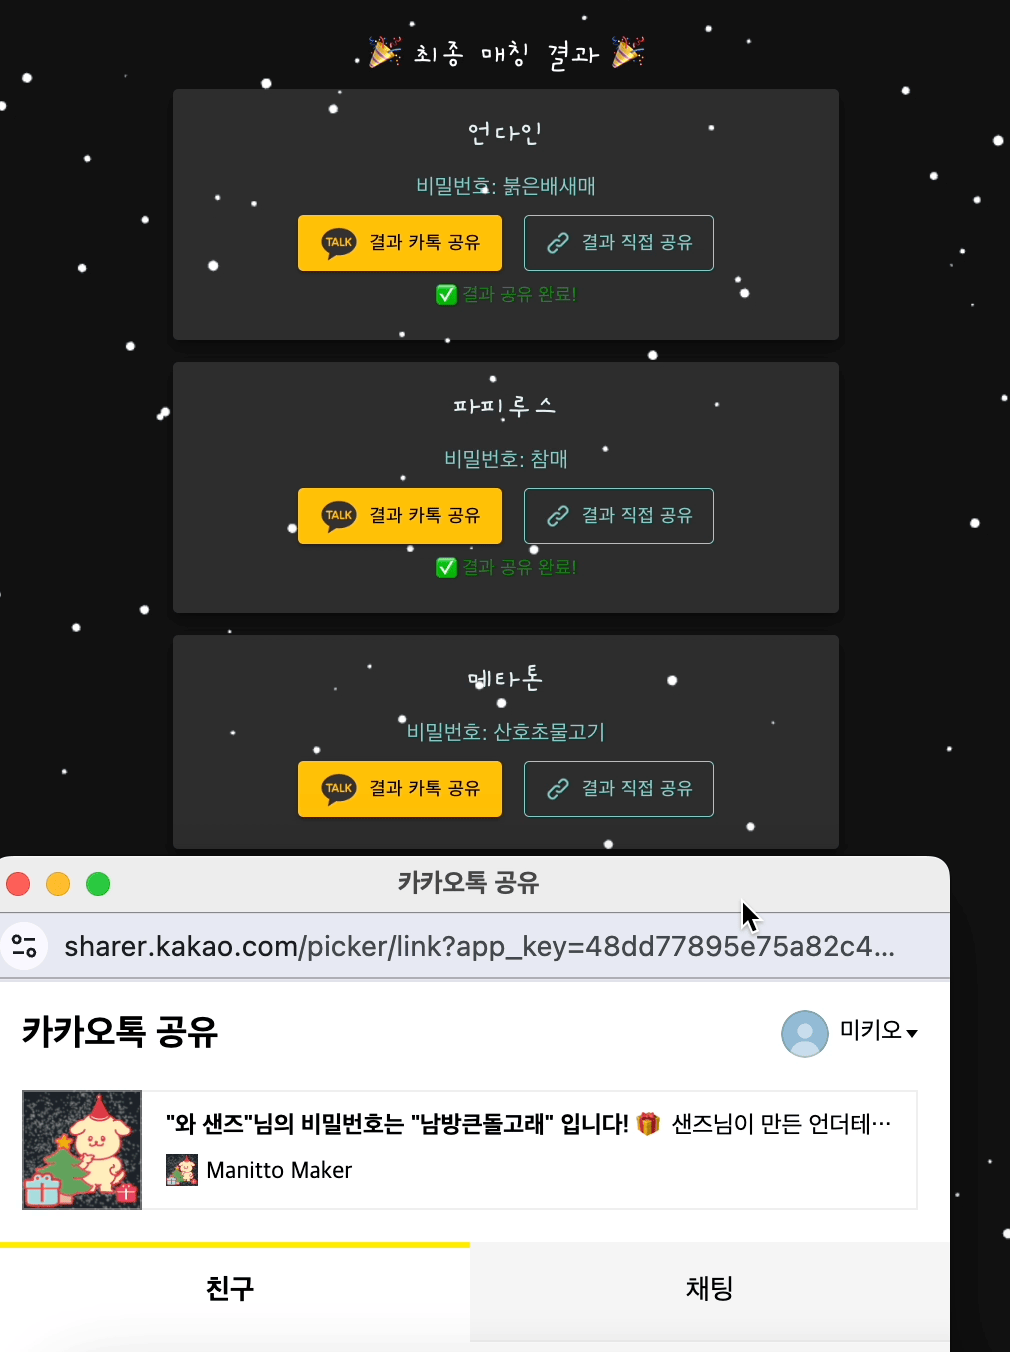 🎉 최종 매칭 결과 🎉
언다인
비밀번호: 붉은배새매
TALK 결과 카톡 공유
결과 직접 공유
✅ 결과 공유 완료!
파피루스
비밀번호: 참매
TALK 결과 카톡 공유
결과 직접 공유
✅ 결과 공유 완료!
메타톤
비밀번호: 산호초물고기
TALK 결과 카톡 공유
결과 직접 공유
카카오톡 공유
sharer.kakao.com/picker/link?app_key=48dd77895e75a82c4...
카카오톡 공유
미키오
"와 샌즈"님의 비밀번호는 "남방큰돌고래" 입니다! 🎁 샌즈님이 만든 언더테…
Manitto Maker
친구
채팅